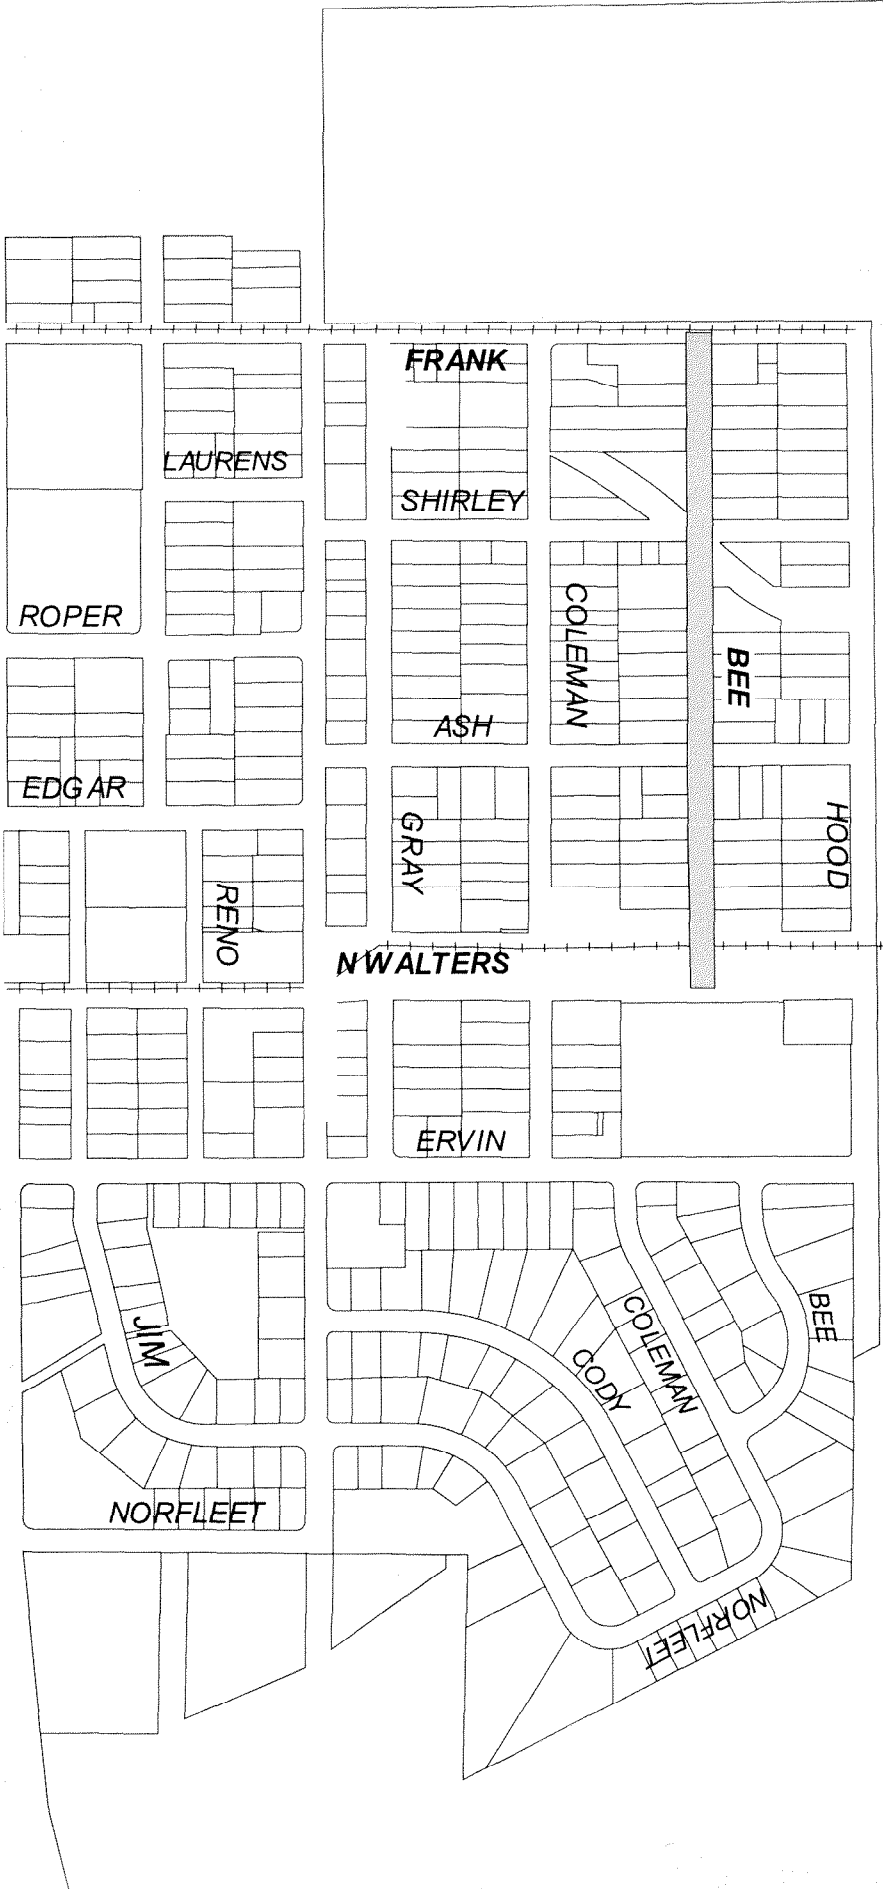 FRANK
LAURENS
SHIRLEY
ROPER
COLEMAN
BEE
ASH
EDGAR
GRAY
HOOD
RENO
N WALTERS
ERVIN
JIM
CODY
COLEMAN
BEE
NORFLEET
NORFLEET